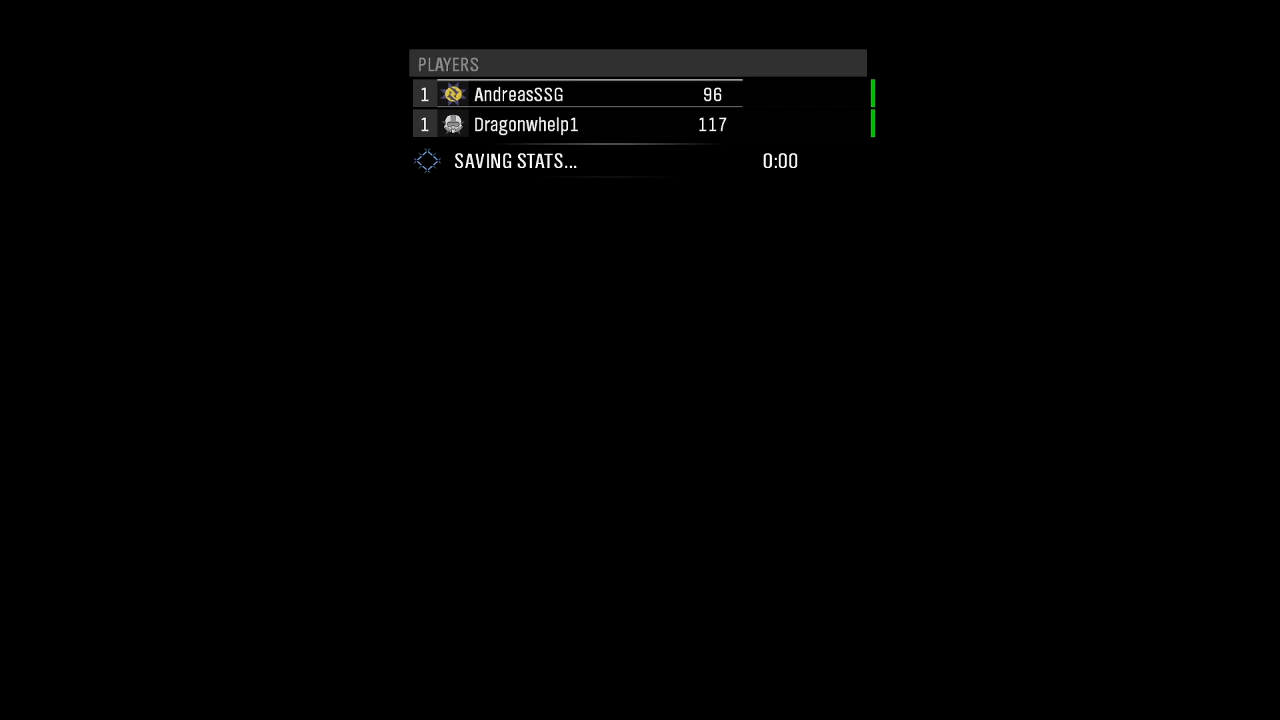 PLAYERS
1 AndreasSSG 96
1 Dragonwhelp1 117
SAVING STATS... 0:00